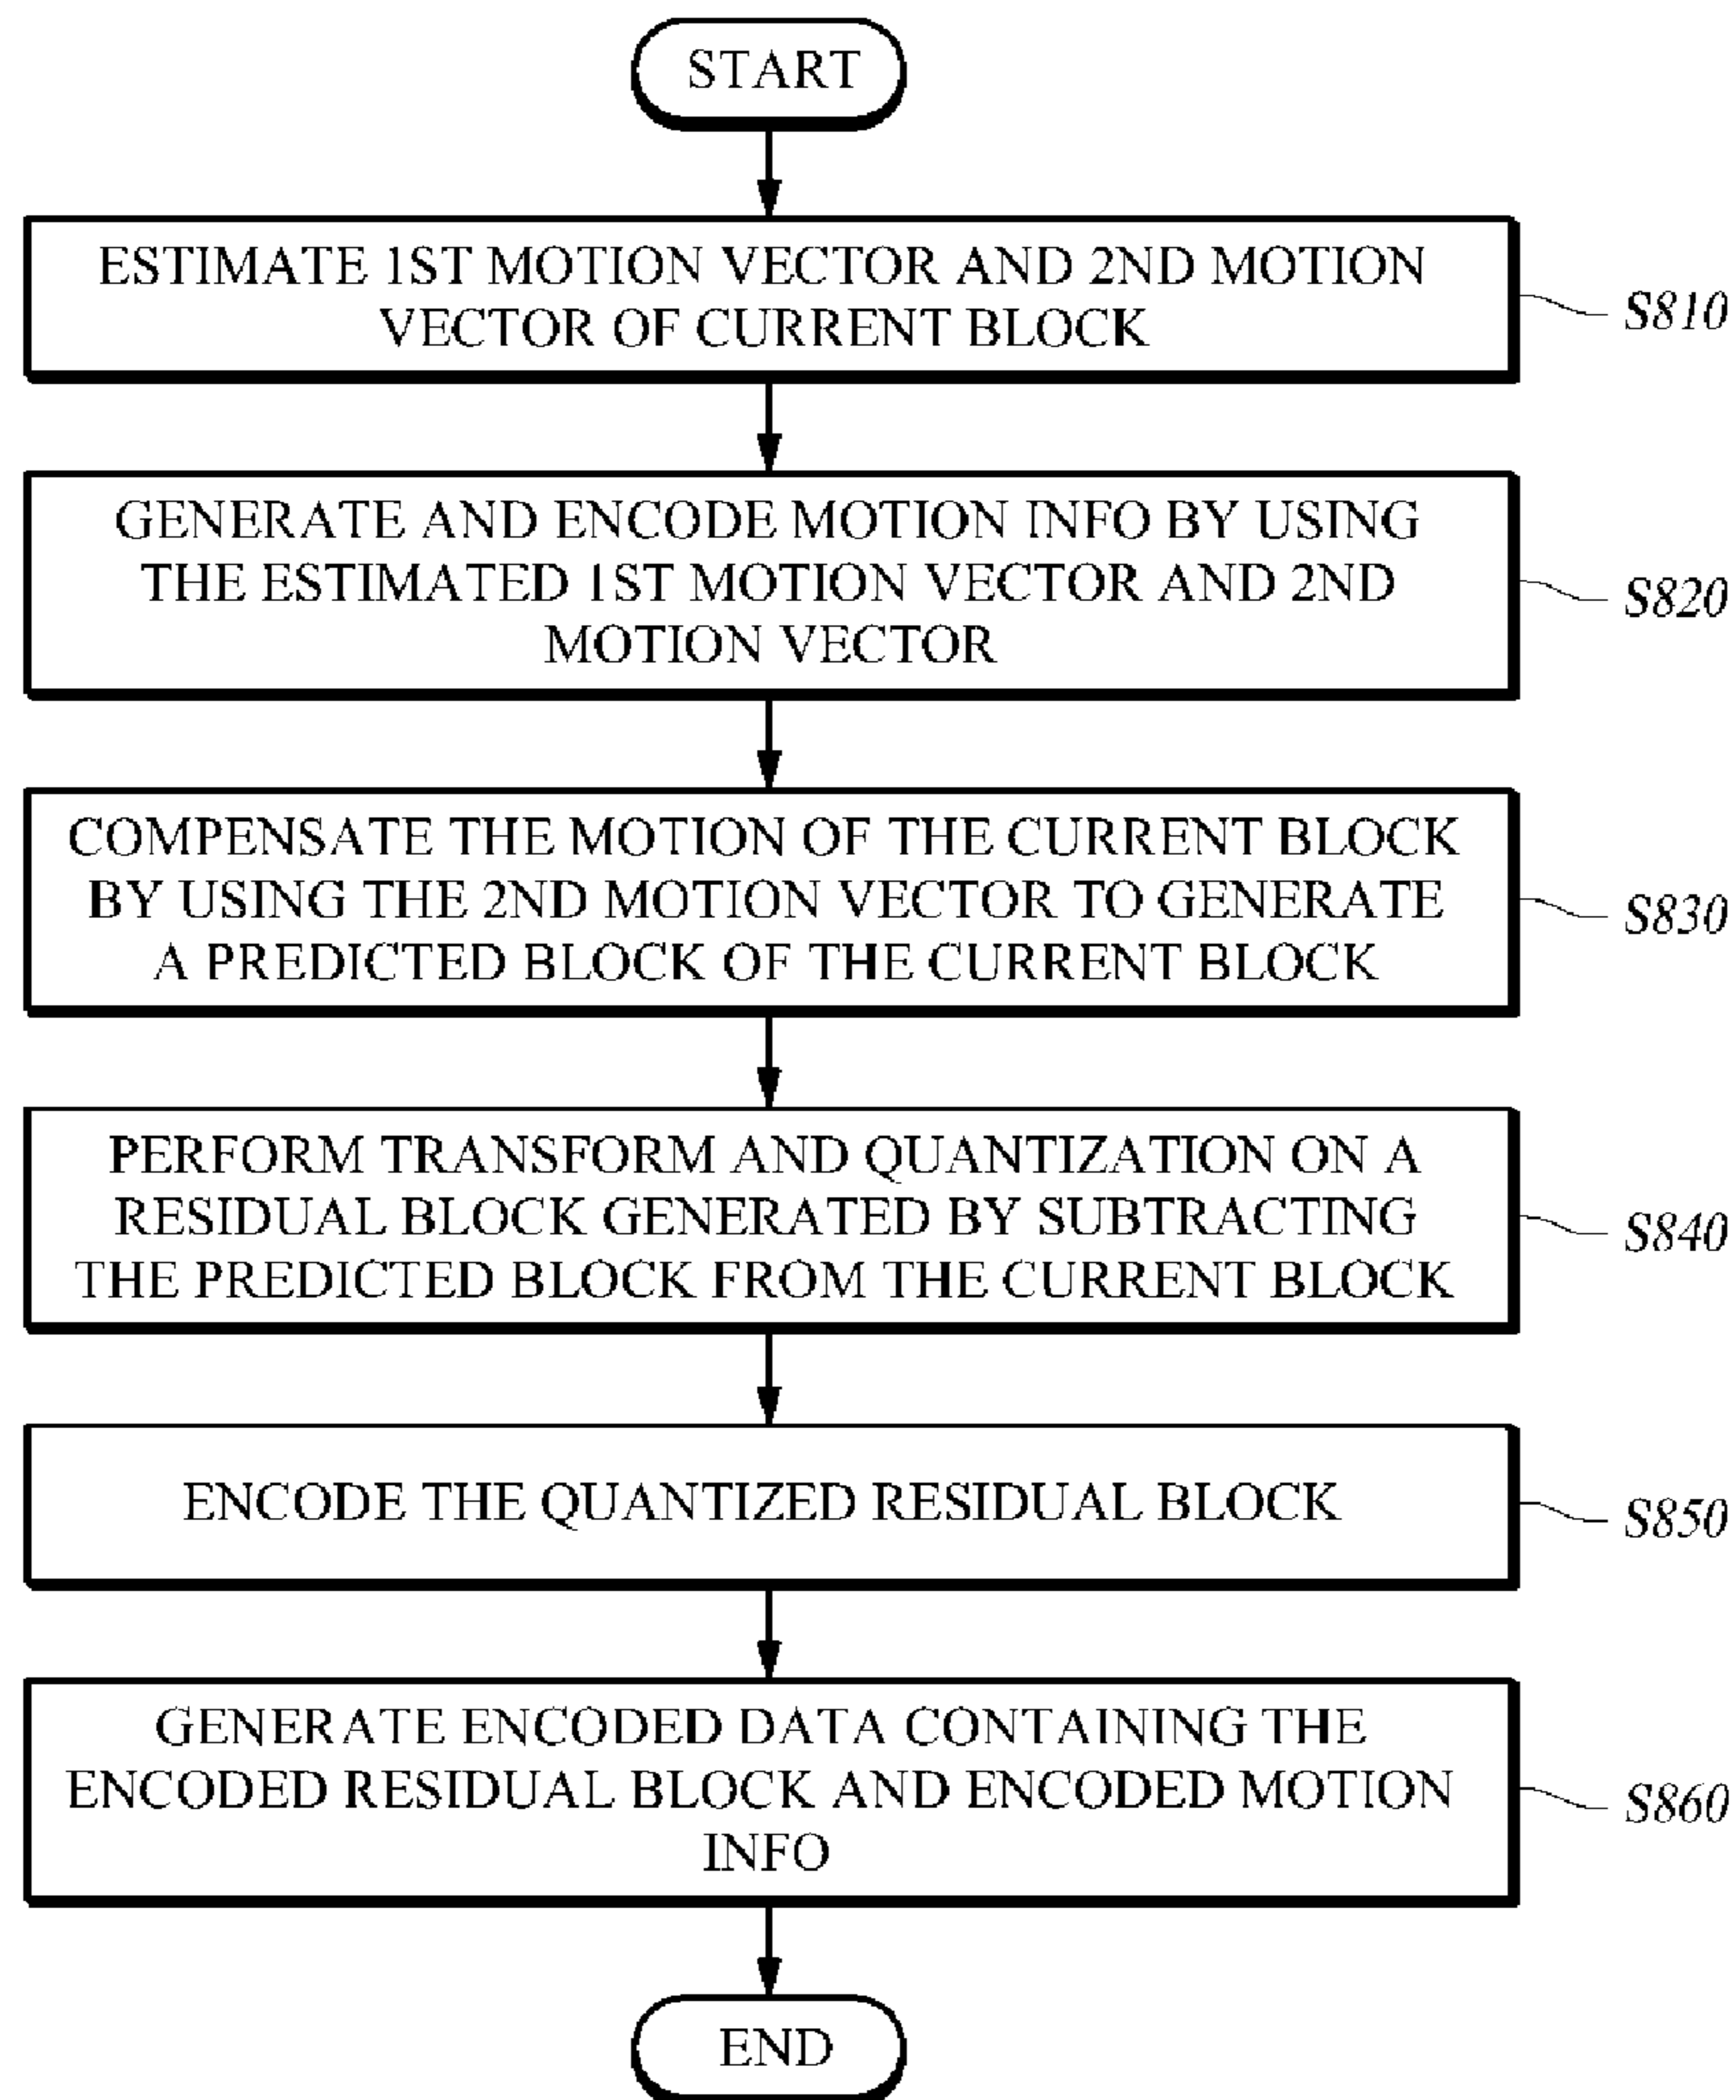 START
ESTIMATE 1ST MOTION VECTOR AND 2ND MOTION
VECTOR OF CURRENT BLOCK
S810
GENERATE AND ENCODE MOTION INFO BY USING
THE ESTIMATED 1ST MOTION VECTOR AND 2ND
MOTION VECTOR
S820
COMPENSATE THE MOTION OF THE CURRENT BLOCK
BY USING THE 2ND MOTION VECTOR TO GENERATE
A PREDICTED BLOCK OF THE CURRENT BLOCK
S830
PERFORM TRANSFORM AND QUANTIZATION ON A
RESIDUAL BLOCK GENERATED BY SUBTRACTING
THE PREDICTED BLOCK FROM THE CURRENT BLOCK
S840
ENCODE THE QUANTIZED RESIDUAL BLOCK
S850
GENERATE ENCODED DATA CONTAINING THE
ENCODED RESIDUAL BLOCK AND ENCODED MOTION
INFO
S860
END